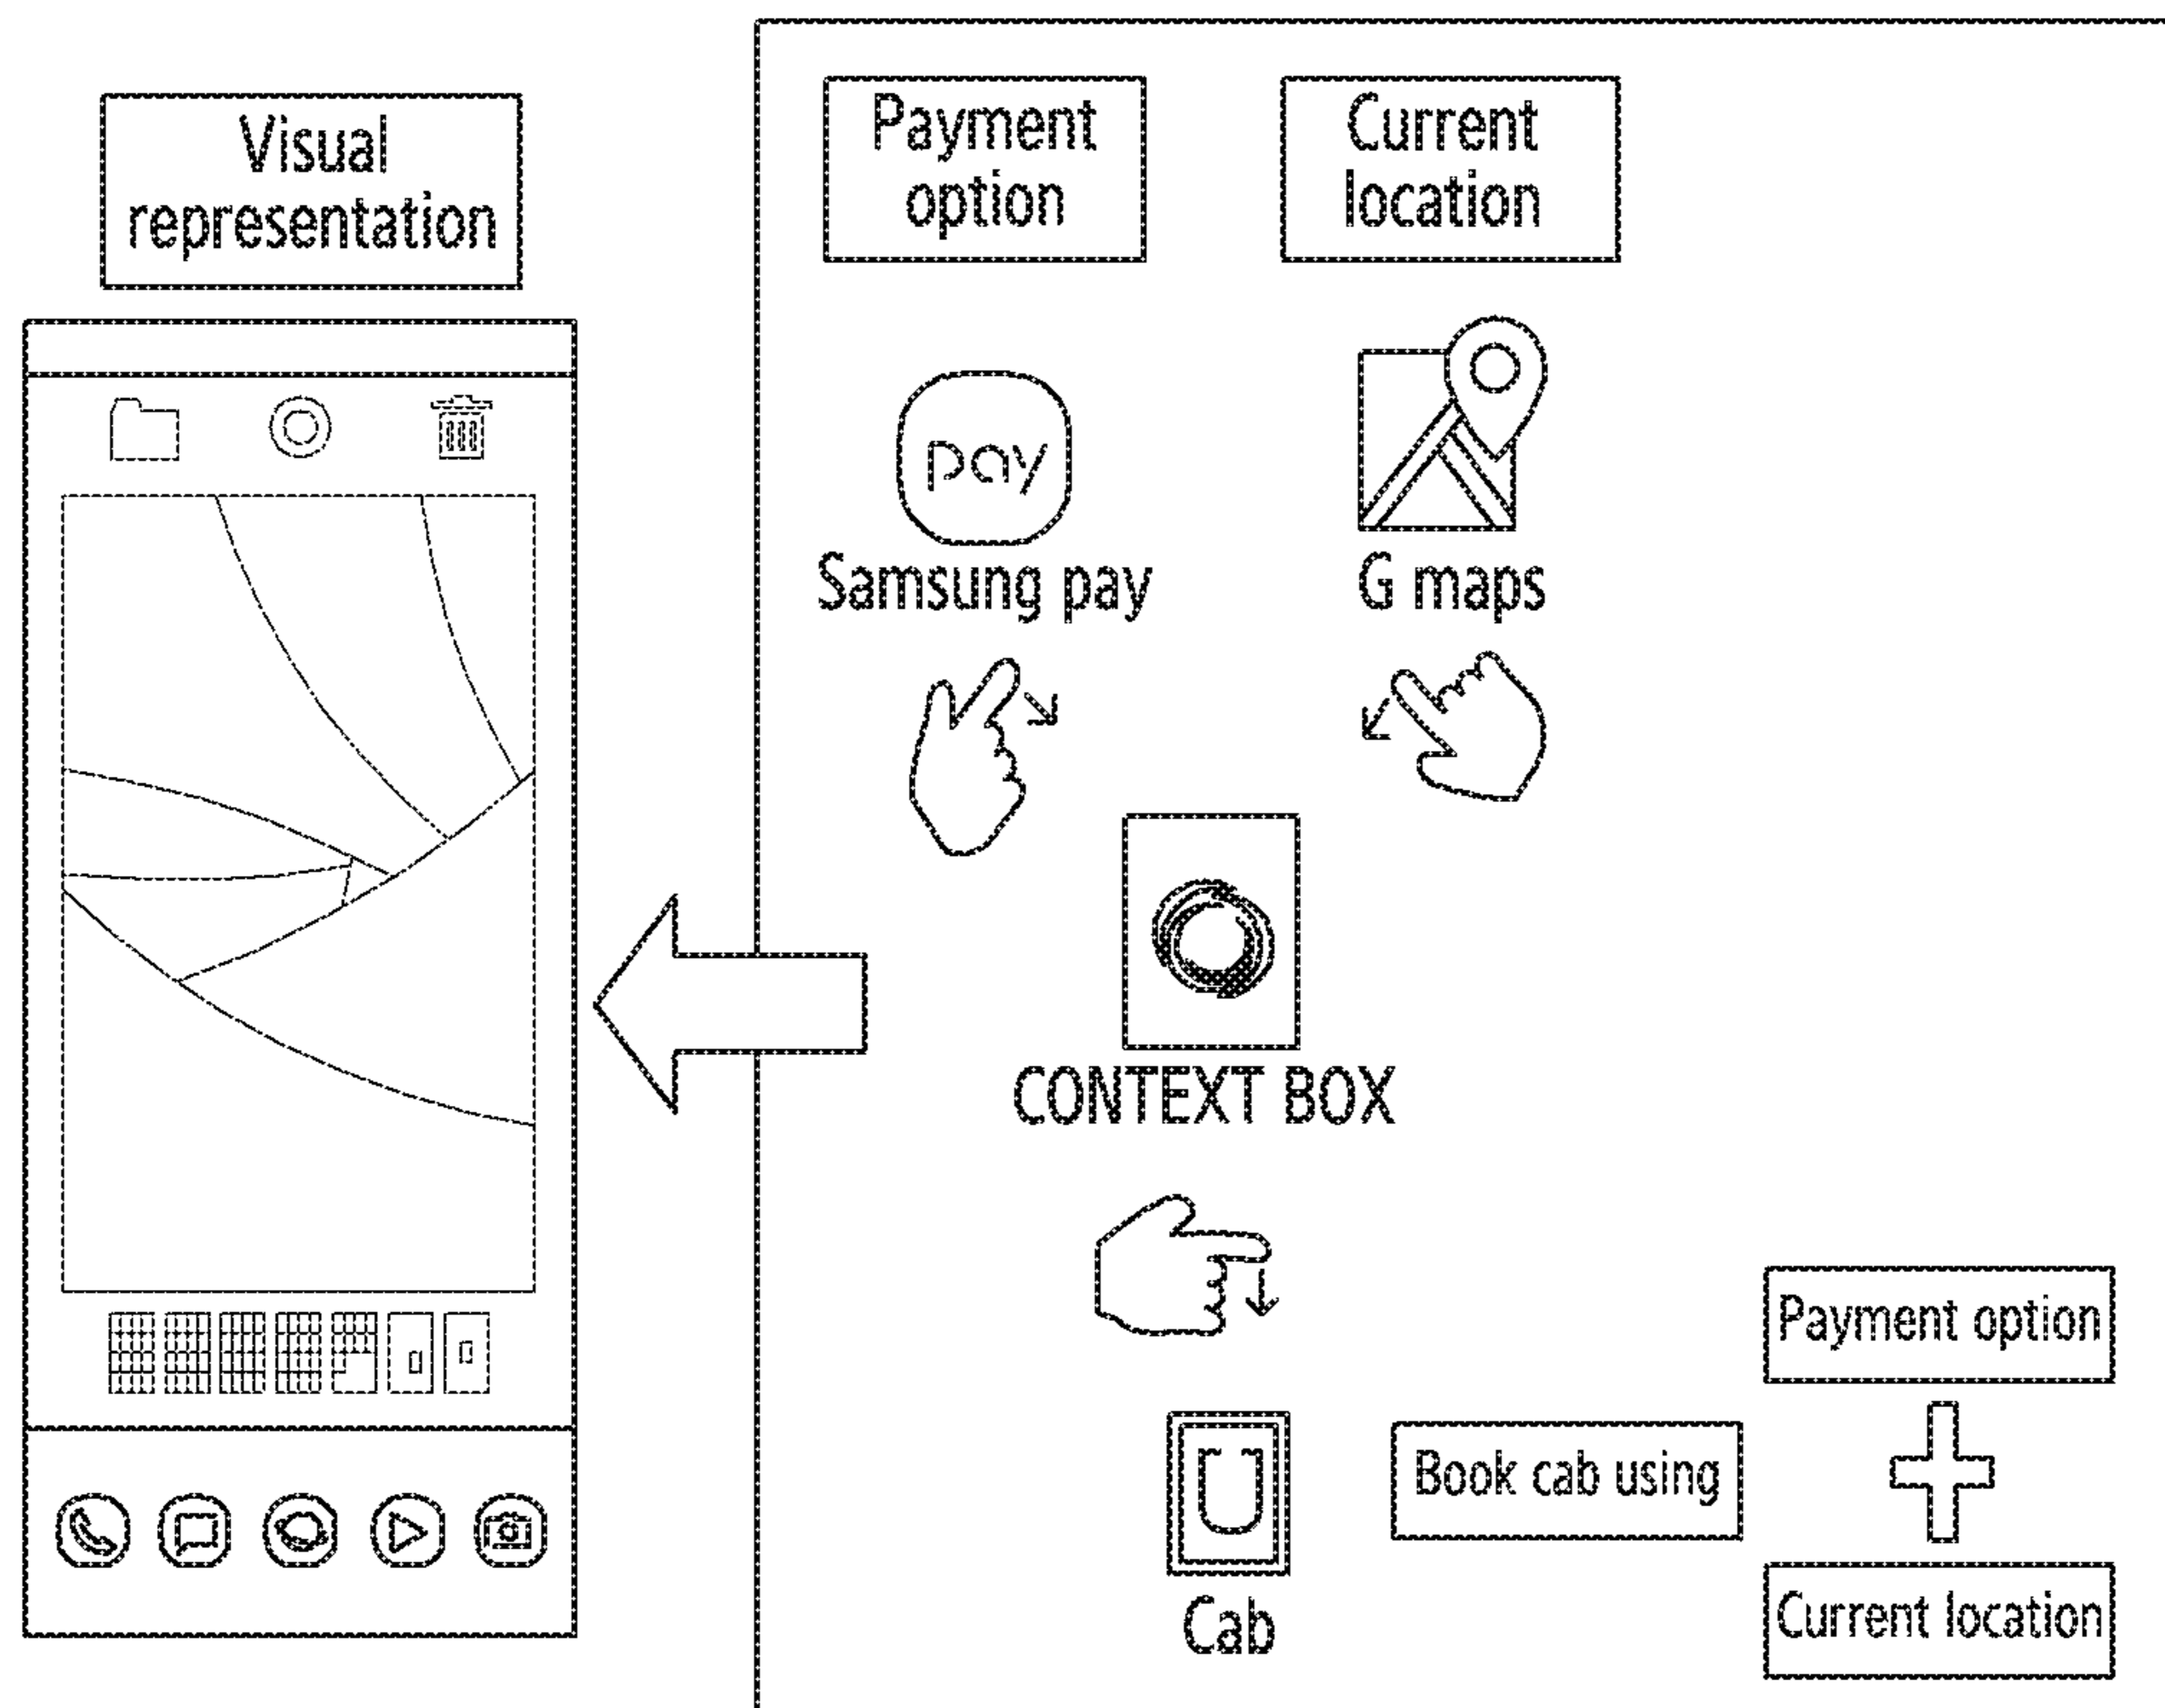 Visual
representation
Payment
option
Current
location
pay
Samsung pay
G maps
CONTEXT BOX
U
Cab
Book cab using
Payment option
Current location